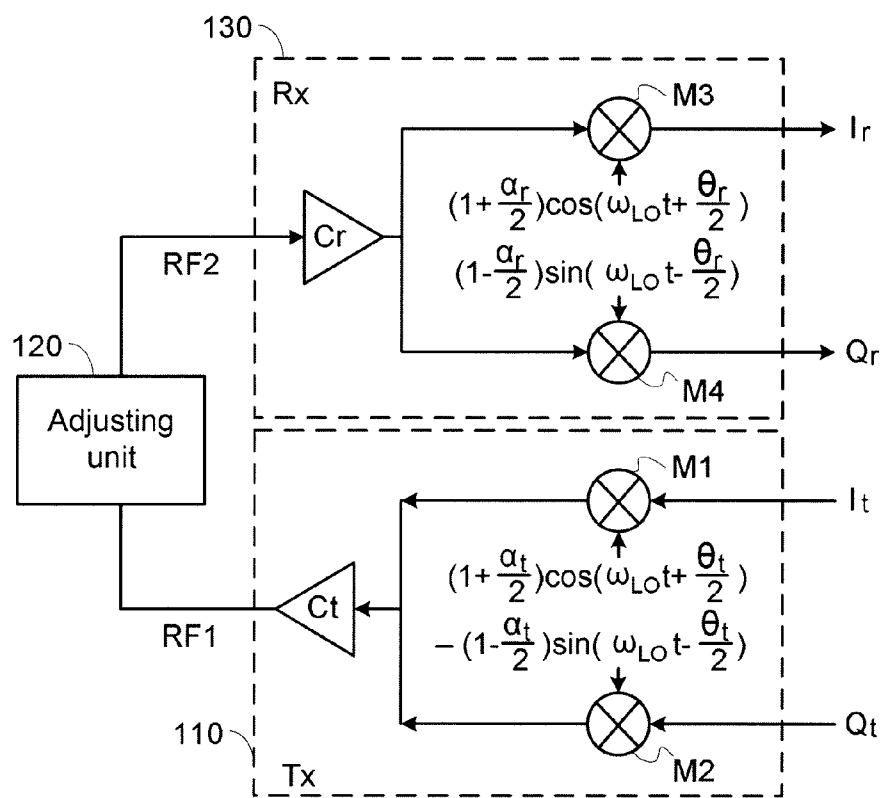 130
Rx
M3
Ir
(1+αr/2)cos(ωLOt+θr/2)
Cr
RF2
(1-αr/2)sin( ωLOt-θr/2)
120
Qr
M4
Adjusting
unit
M1
It
(1+αt/2)cos(ωLOt+θt/2)
Ct
RF1
–(1-αt/2)sin( ωLOt-θt/2)
110
Qt
M2
Tx